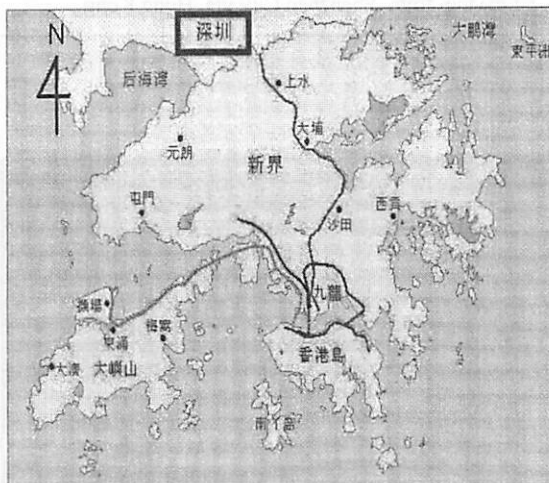 深圳
N
大鵬灣
東平洲
后海灣
上水
大埔
元朗
新界
屯門
沙田
西貢
機場
九龍
東涌
梅窩
香港島
大嶼山
大澳
南丫島